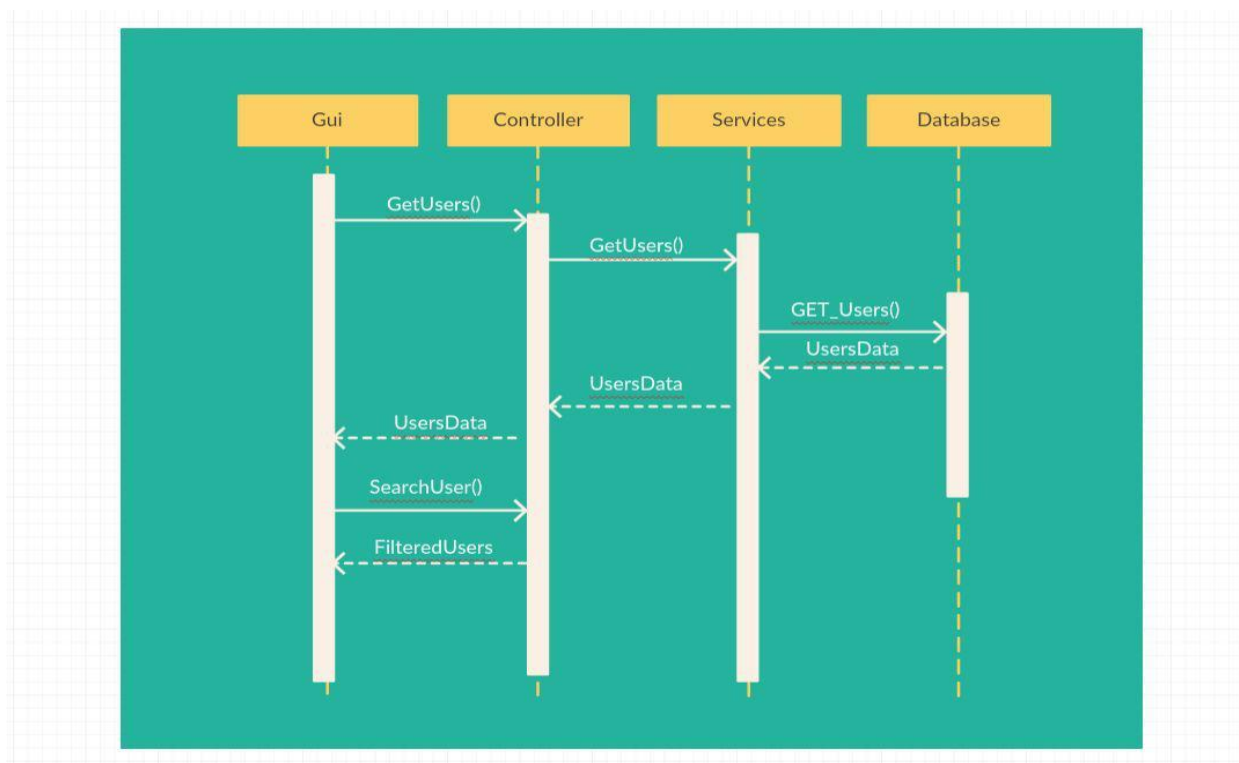 Gui
Controller
Services
Database
GetUsers()
GetUsers()
GET_Users()
UsersData
UsersData
UsersData
SearchUser()
FilteredUsers